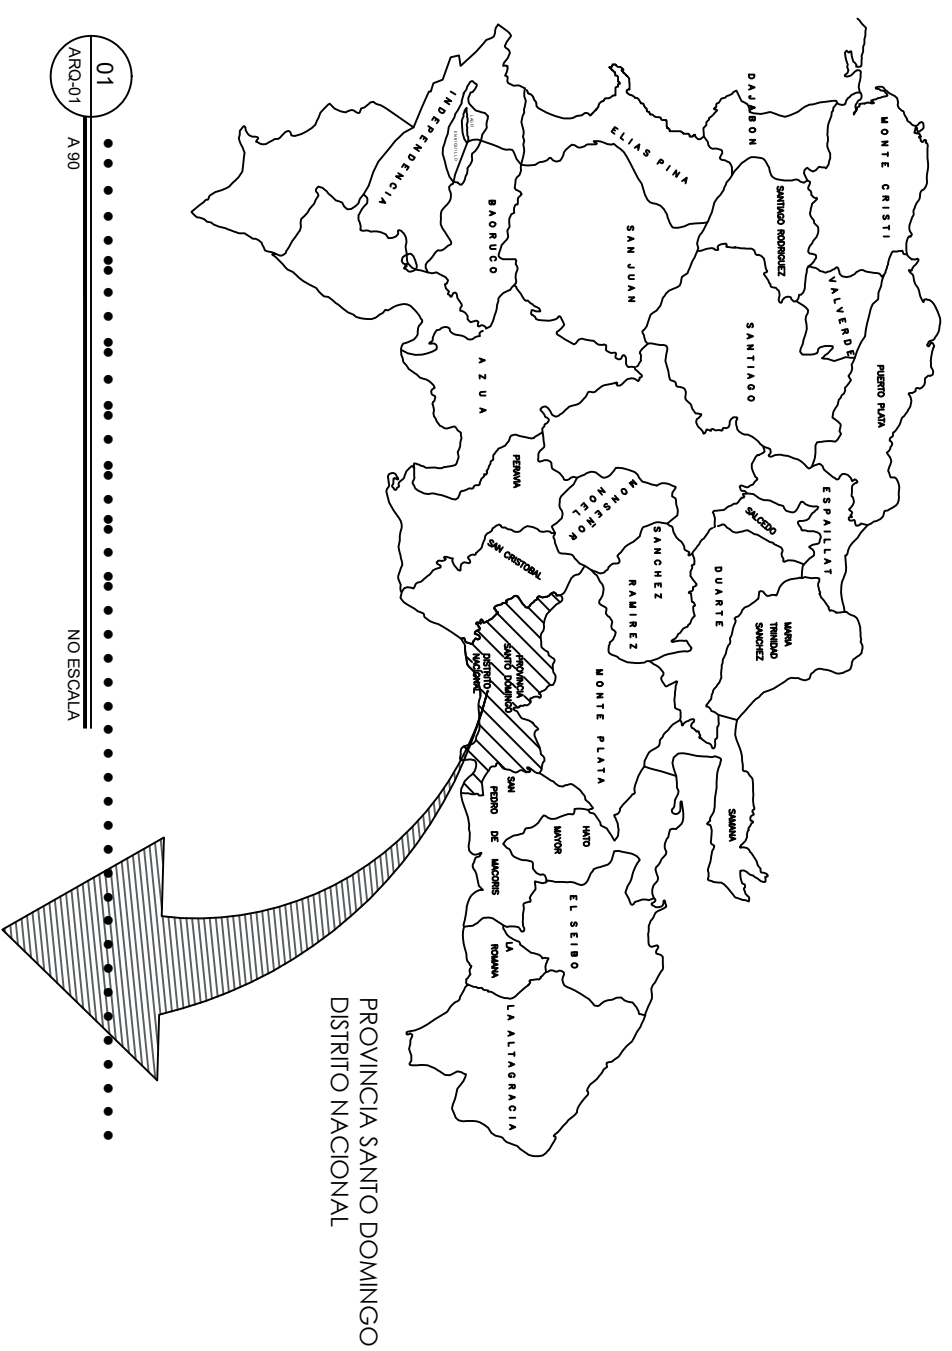 MONTE CRISTI
DAJABON
SANTIAGO RODRIGUEZ
VALVERDE
PUERTO PLATA
ESPAILLAT
SALCEDO
MARIA
TRINIDAD
SANCHEZ
DUARTE
SAMANA
SANTIAGO
ELIAS PINA
SAN JUAN
SANCHEZ
RAMIREZ
MONSEÑOR
NOEL
MONTE PLATA
HATO
MAYOR
EL SEIBO
LA ALTAGRACIA
LA
ROMANA
SAN
PEDRO DE MACORIS
PROVINCIA
SANTO DOMINGO
DISTRITO
NACIONAL
SAN CRISTOBAL
PERAVIA
AZUA
BAORUCO
INDEPENDENCIA
LAGO
ENRIQUILLO
PROVINCIA SANTO DOMINGO
DISTRITO NACIONAL
01
ARQ-01
A 90
NO ESCALA